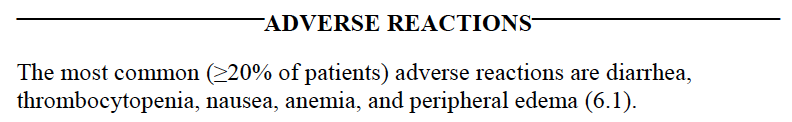 ADVERSE REACTIONS
The most common (≥20% of patients) adverse reactions are diarrhea,
thrombocytopenia, nausea, anemia, and peripheral edema (6.1).